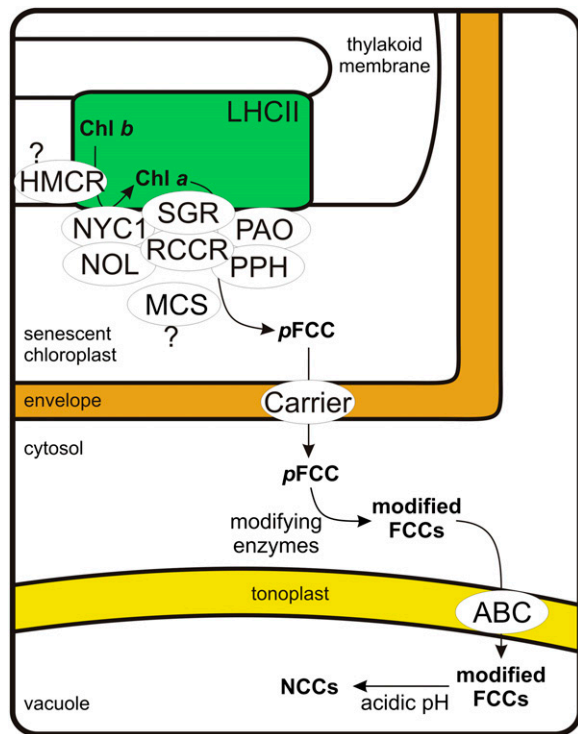 thylakoid
membrane
LHCII
Chl b
?
HMCR
Chl a
SGR
NYC1
PAO
RCCR
NOL
PPH
MCS
?
pFCC
senescent
chloroplast
envelope
Carrier
cytosol
pFCC
modified
FCCs
modifying
enzymes
tonoplast
ABC
modified
FCCs
NCCs
acidic pH
vacuole